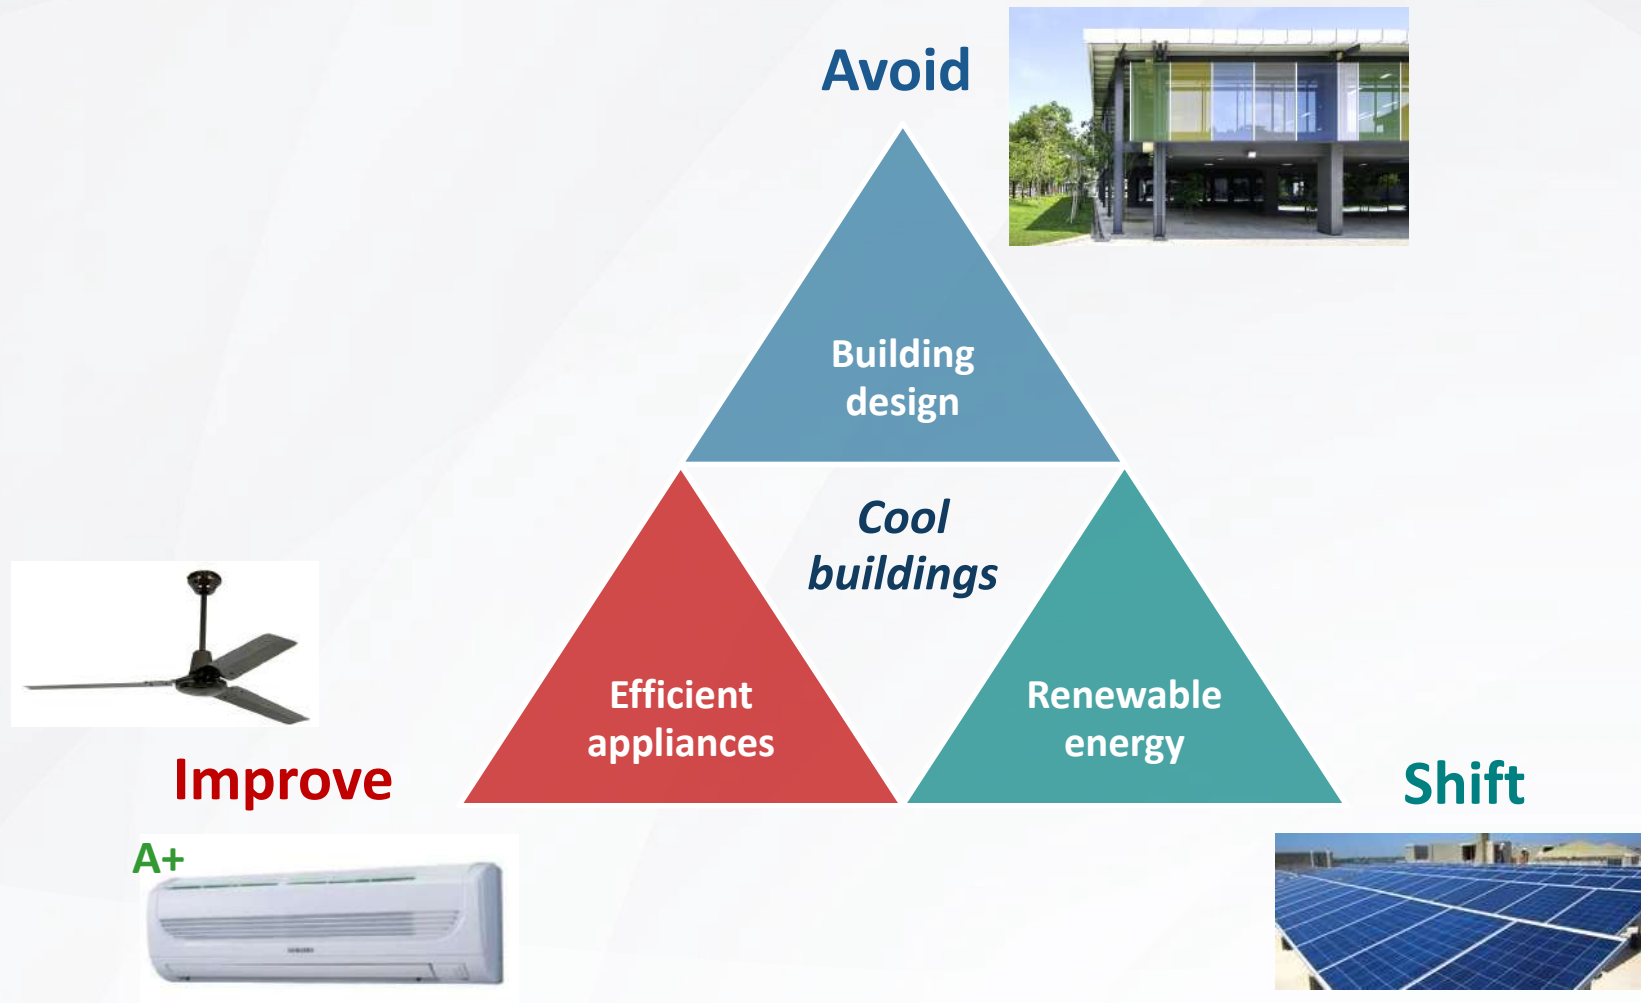 Avoid
Building
design
Cool
buildings
Efficient
appliances
Renewable
energy
Improve
Shift
A+